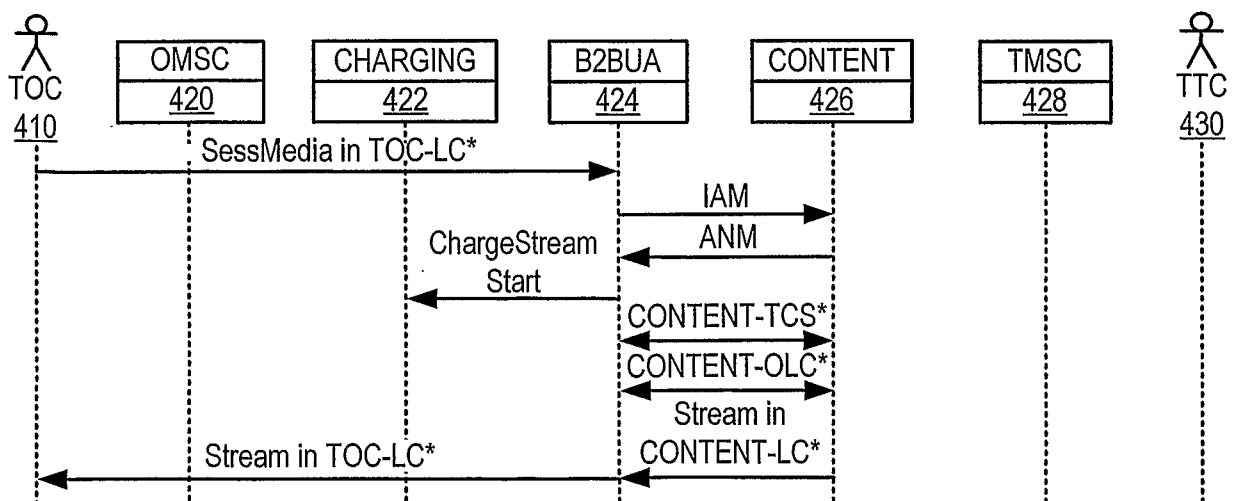 TOC
410
OMSC
420
CHARGING
422
B2BUA
424
CONTENT
426
TMSC
428
TTC
430
SessMedia in TOC-LC*
IAM
ANM
ChargeStream
Start
CONTENT-TCS*
CONTENT-OLC*
Stream in
CONTENT-LC*
Stream in TOC-LC*